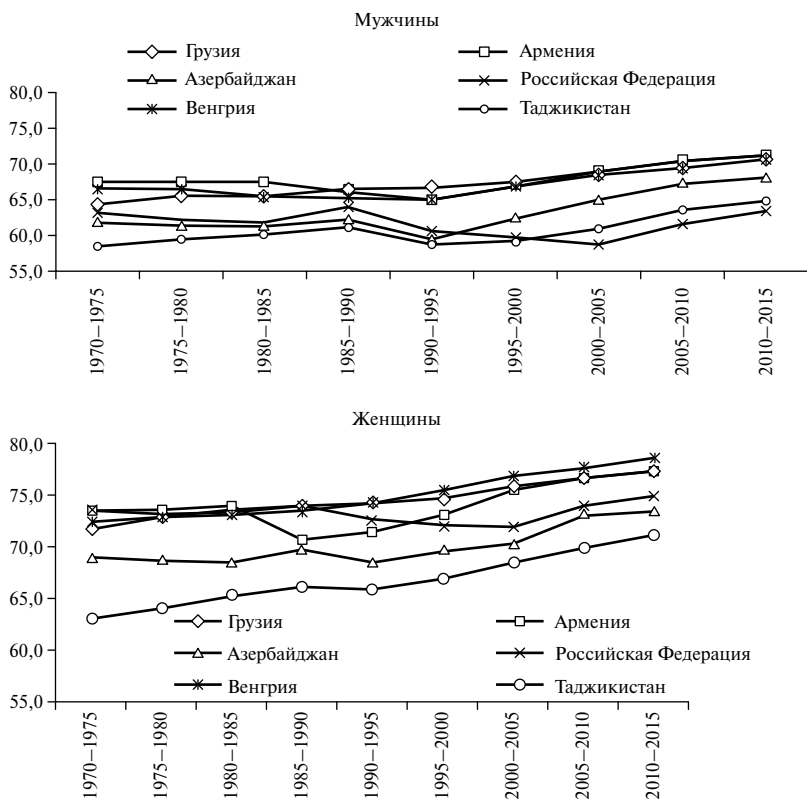 Мужчины
Грузия Армения
Азербайджан Российская Федерация
Венгрия Таджикистан
80,0
75,0
70,0
65,0
60,0
55,0
1970–1975 1975–1980 1980–1985 1985–1990 1990–1995 1995–2000 2000–2005 2005–2010 2010–2015
Женщины
80,0
75,0
70,0
65,0
Грузия Армения
60,0 Азербайджан Российская Федерация
Венгрия Таджикистан
55,0
1970–1975 1975–1980 1980–1985 1985–1990 1990–1995 1995–2000 2000–2005 2005–2010 2010–2015